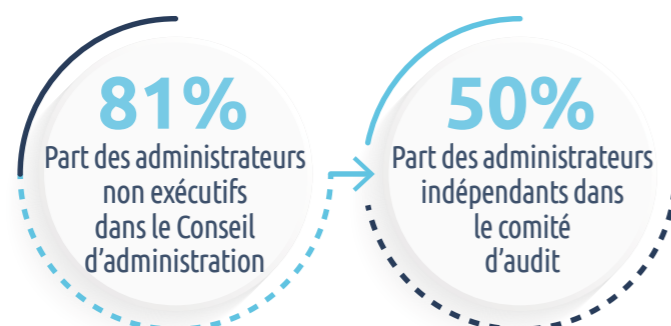 81%
Part des administrateurs
non exécutifs
dans le Conseil
d’administration
50%
Part des administrateurs
indépendants dans
le comité
d’audit